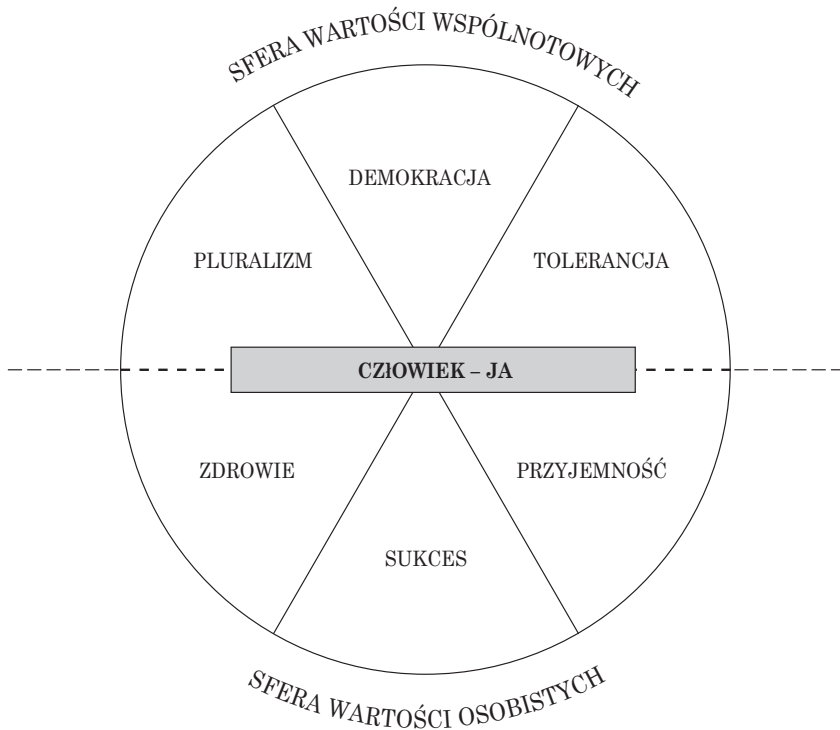 SFERA WARTOŚCI WSPÓLNOTOWYCH
DEMOKRACJA
PLURALIZM
TOLERANCJA
CZŁOWIEK – JA
ZDROWIE
PRZYJEMNOŚĆ
SUKCES
SFERA WARTOŚCI OSOBISTYCH